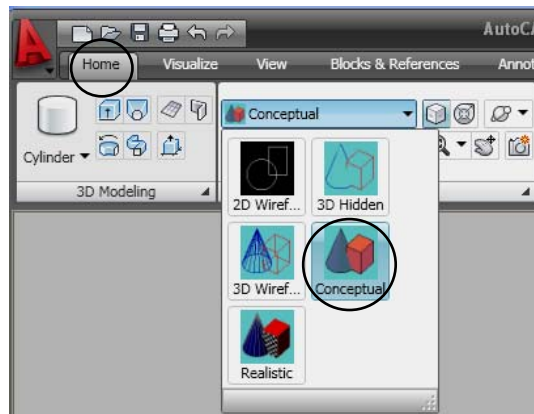 AutoCA
Home Visualize View Blocks & References Annot
Conceptual
Cylinder
3D Modeling
2D Wiref... 3D Hidden
3D Wiref... Conceptual
Realistic